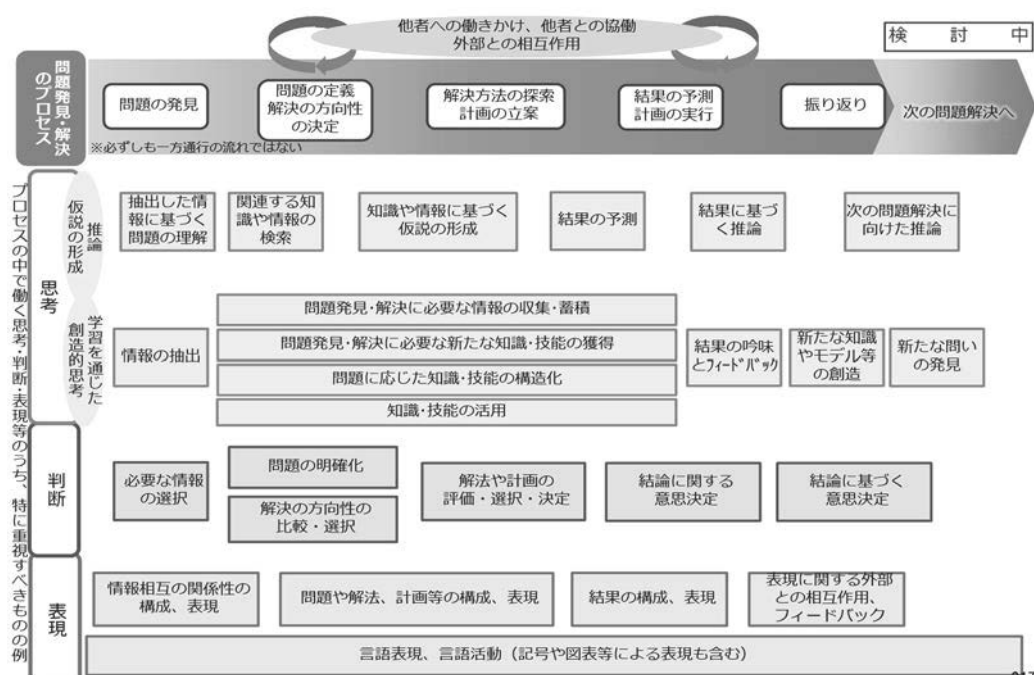 他者への働きかけ、他者との協働
外部との相互作用
検　討　中
問題発見・解決
のプロセス
問題の発見
問題の定義
解決の方向性
の決定
解決方法の探索
計画の立案
結果の予測
計画の実行
振り返り
次の問題解決へ
※必ずしも一方通行の流れではない
プロセスの中で働く思考・判断・表現等のうち、特に重視すべきものの例
思考
推論
仮説の形成
抽出した情
報に基づく
問題の理解
関連する知
識や情報の
検索
知識や情報に基づく
仮説の形成
結果の予測
結果に基づ
く推論
次の問題解決に
向けた推論
学習を通じた
創造的思考
情報の抽出
問題発見・解決に必要な情報の収集・蓄積
問題発見・解決に必要な新たな知識・技能の獲得
問題に応じた知識・技能の構造化
知識・技能の活用
結果の吟味
とフィードバック
新たな知識
やモデル等
の創造
新たな問い
の発見
判断
必要な情報
の選択
問題の明確化
解決の方向性の
比較・選択
解法や計画の
評価・選択・決定
結論に関する
意思決定
結論に基づく
意思決定
表現
情報相互の関係性の
構成、表現
問題や解法、計画等の構成、表現
結果の構成、表現
表現に関する外部
との相互作用、
フィードバック
言語表現、言語活動（記号や図表等による表現も含む）